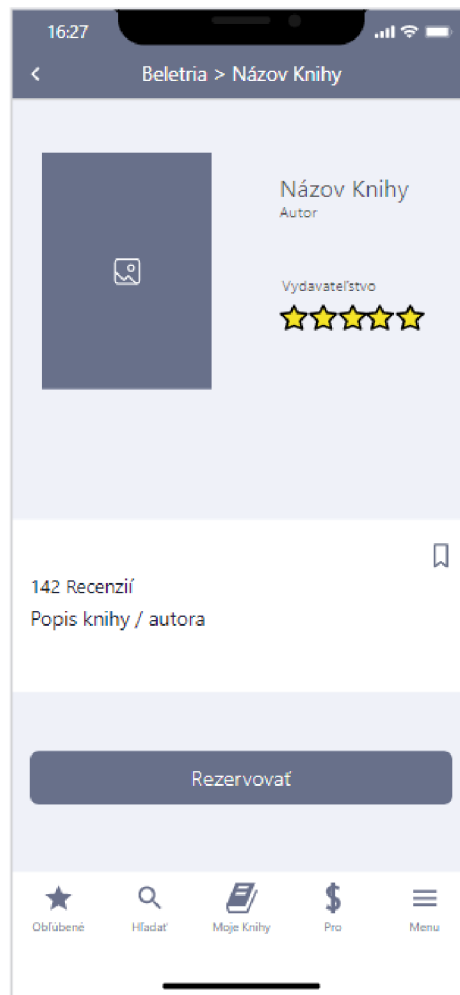 16:27
Beletria > Názov Knihy
Názov Knihy
Autor
Vydavateľstvo
142 Recenzií
Popis knihy / autora
Rezervovať
Obľúbené
Hľadať
Moje Knihy
Pro
Menu